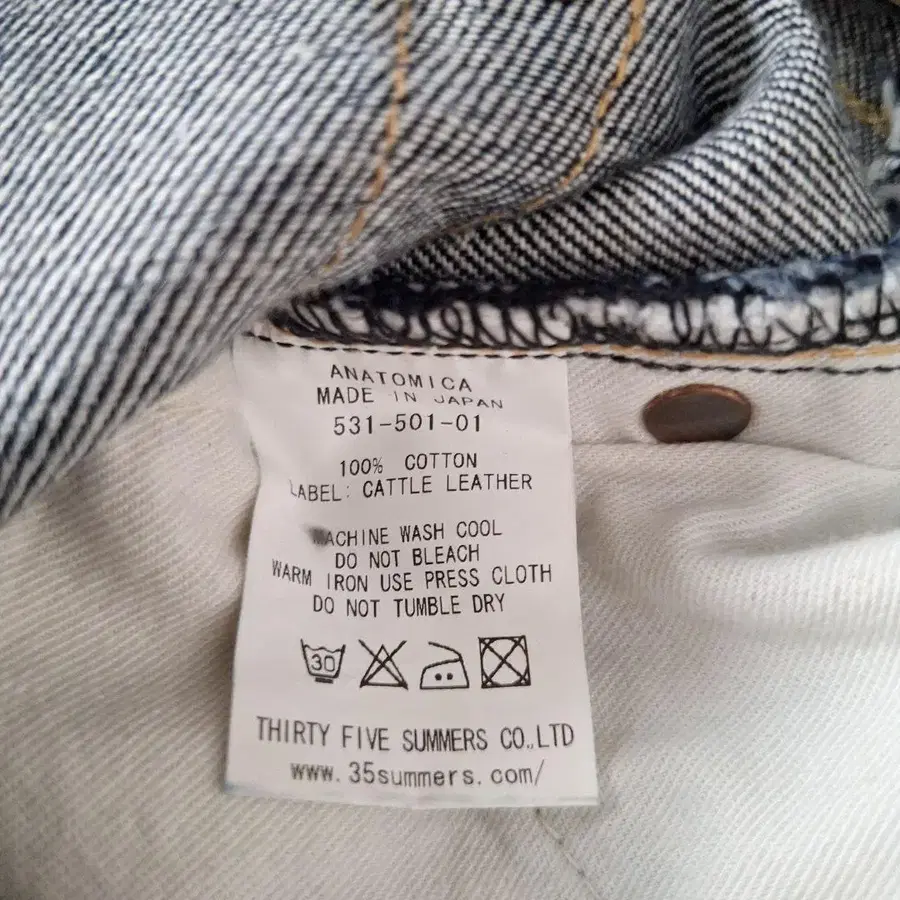 ANATOMICA
MADE IN JAPAN
531-501-01
100% COTTON
LABEL: CATTLE LEATHER
MACHINE WASH COOL
DO NOT BLEACH
WARM IRON USE PRESS CLOTH
DO NOT TUMBLE DRY
30
THIRTY FIVE SUMMERS CO.,LTD
www.35summers.com/